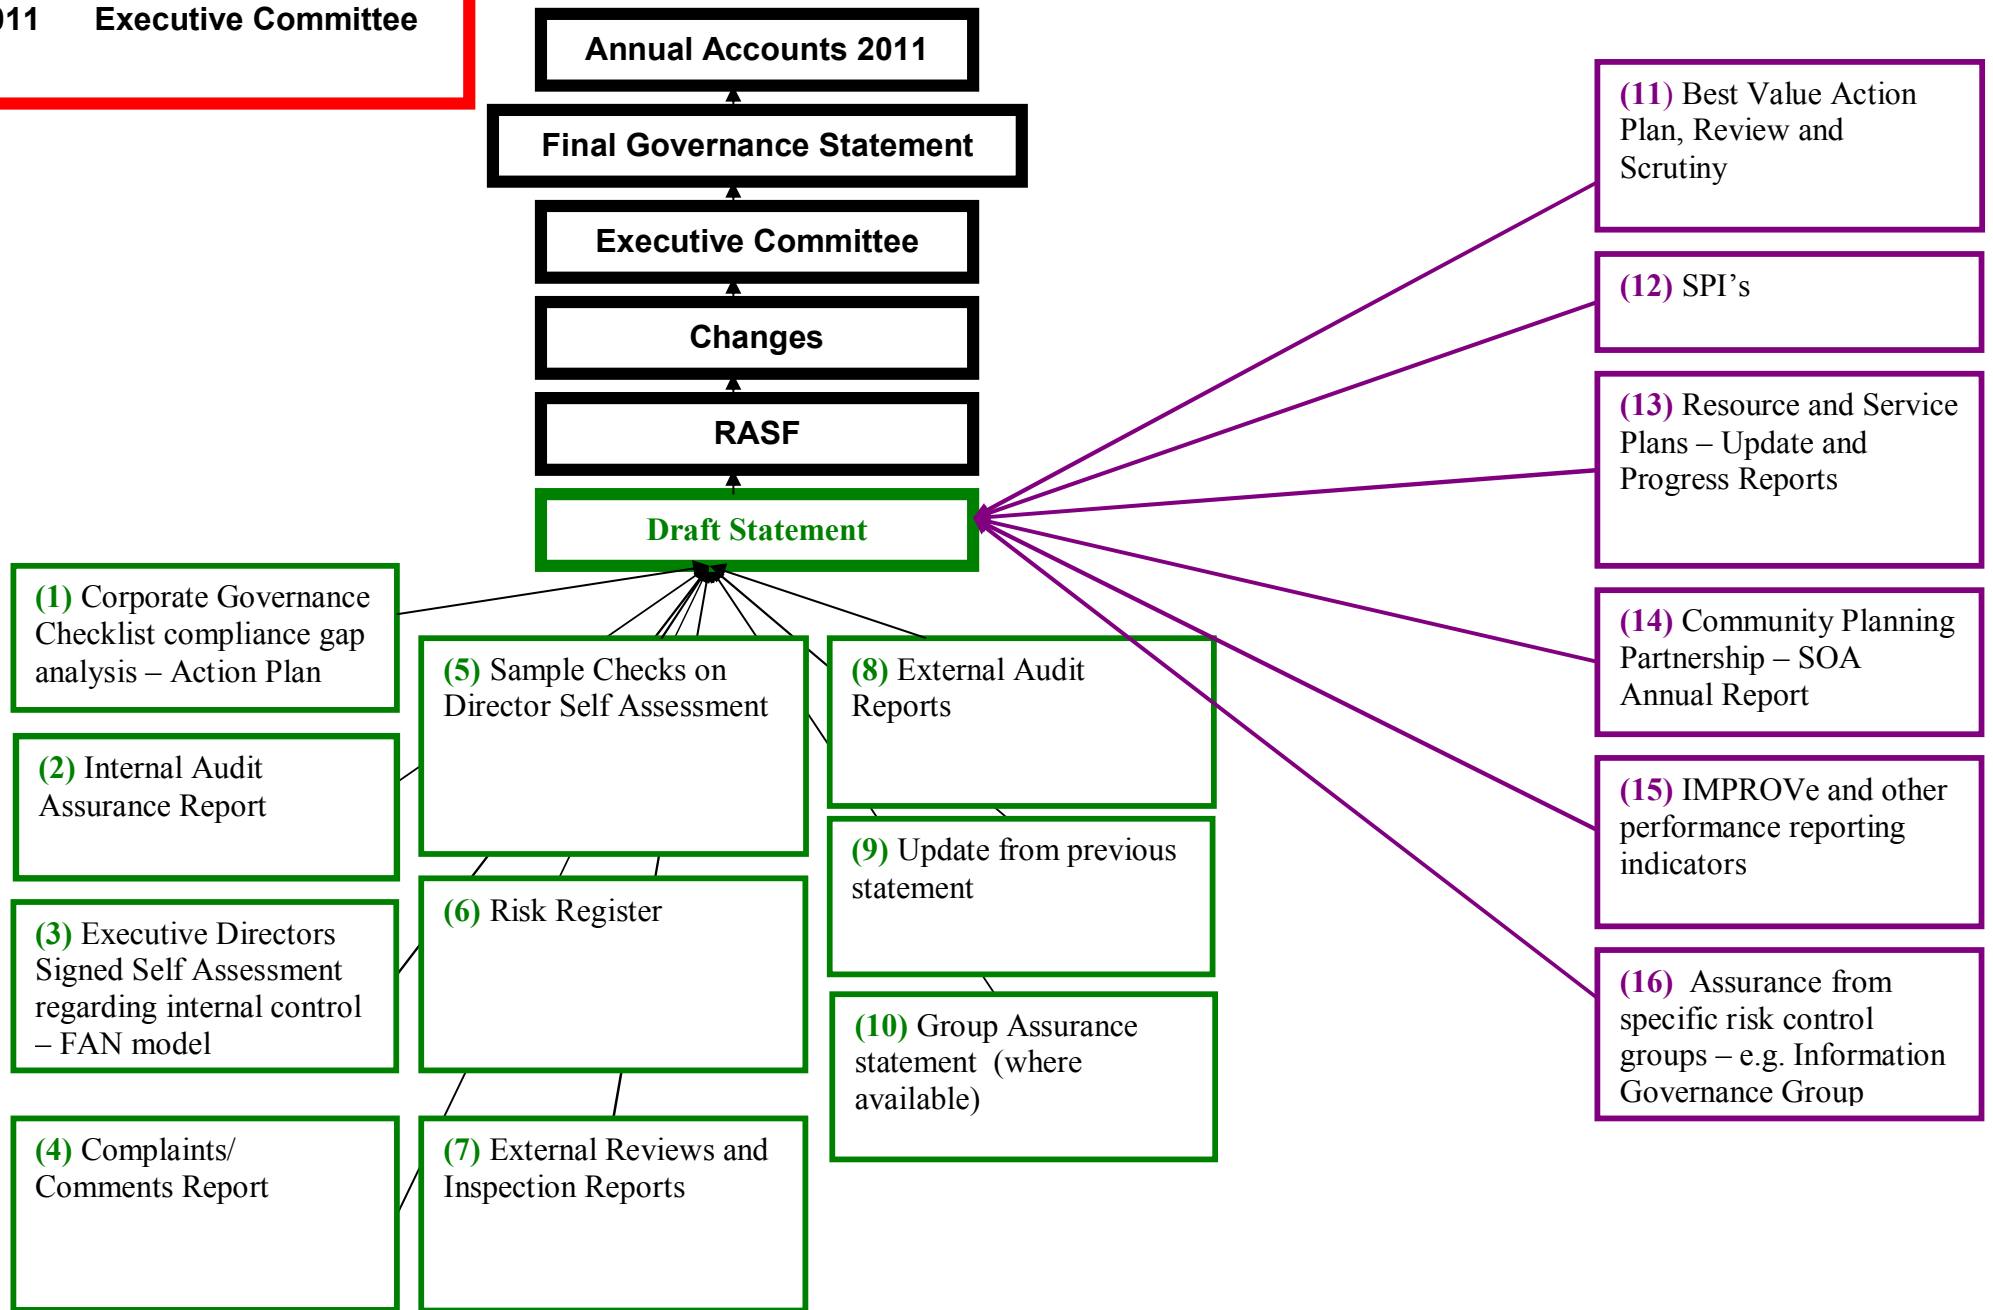 Executive Committee
Annual Accounts 2011
Final Governance Statement
Executive Committee
Changes
RASF
Draft Statement
(1) Corporate Governance
Checklist compliance gap
analysis – Action Plan
(2) Internal Audit
Assurance Report
(3) Executive Directors
Signed Self Assessment
regarding internal control
– FAN model
(4) Complaints/
Comments Report
(5) Sample Checks on
Director Self Assessment
(6) Risk Register
(7) External Reviews and
Inspection Reports
(8) External Audit
Reports
(9) Update from previous
statement
(10) Group Assurance
statement (where
available)
(11) Best Value Action
Plan, Review and
Scrutiny
(12) SPI’s
(13) Resource and Service
Plans – Update and
Progress Reports
(14) Community Planning
Partnership – SOA
Annual Report
(15) IMPROVe and other
performance reporting
indicators
(16) Assurance from
specific risk control
groups – e.g. Information
Governance Group